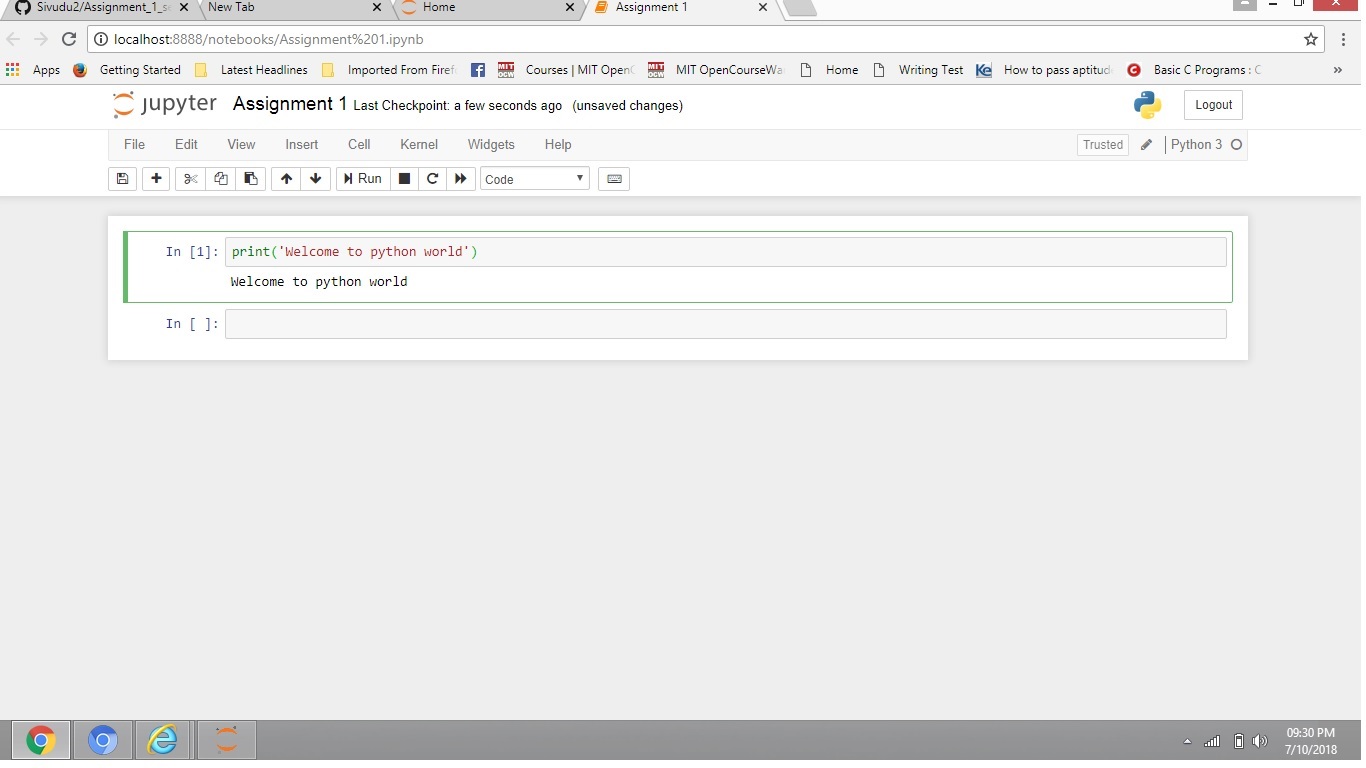 Sivudu2/Assignment_1_se
New Tab
Home
Assignment 1
localhost:8888/notebooks/Assignment%201.ipynb
Apps Getting Started Latest Headlines Imported From Firef Courses | MIT Open MIT OpenCourseWa Home Writing Test Ke How to pass aptitud C Basic C Programs : C »
jupyter Assignment 1 Last Checkpoint: a few seconds ago (unsaved changes) Logout
File Edit View Insert Cell Kernel Widgets Help Trusted Python 3
Run Code
In [1]: print('Welcome to python world')
Welcome to python world
In [ ]:
09:30 PM
7/10/2018